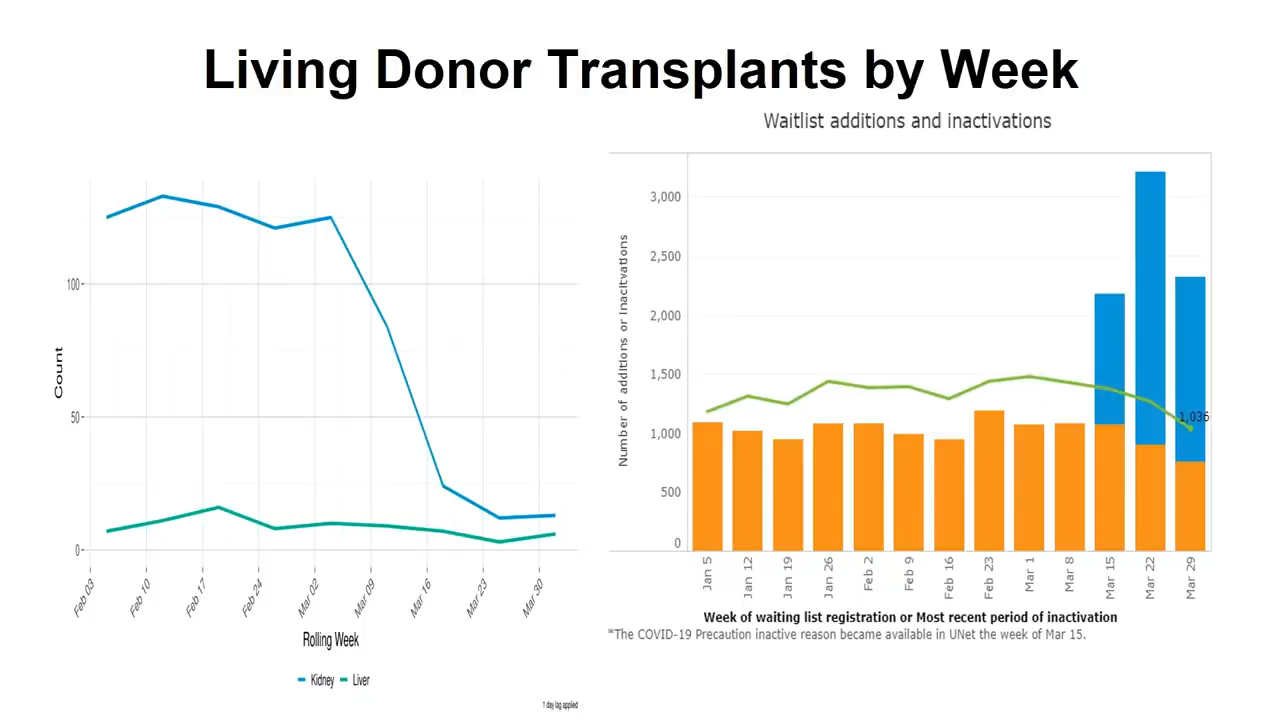 Living Donor Transplants by Week
Waitlist additions and inactivations
Count
100
50
0
Feb 03
Feb 10
Feb 17
Feb 24
Mar 02
Mar 09
Mar 16
Mar 23
Mar 30
Rolling Week
Kidney
Liver
1 day lag applied
Number of additions or Inacitvations
3,000
2,500
2,000
1,500
1,000
500
0
1,036
Jan 5
Jan 12
Jan 19
Jan 26
Feb 2
Feb 9
Feb 16
Feb 23
Mar 1
Mar 8
Mar 15
Mar 22
Mar 29
Week of waiting list registration or Most recent period of inactivation
*The COVID-19 Precaution inactive reason became available in UNet the week of Mar 15.